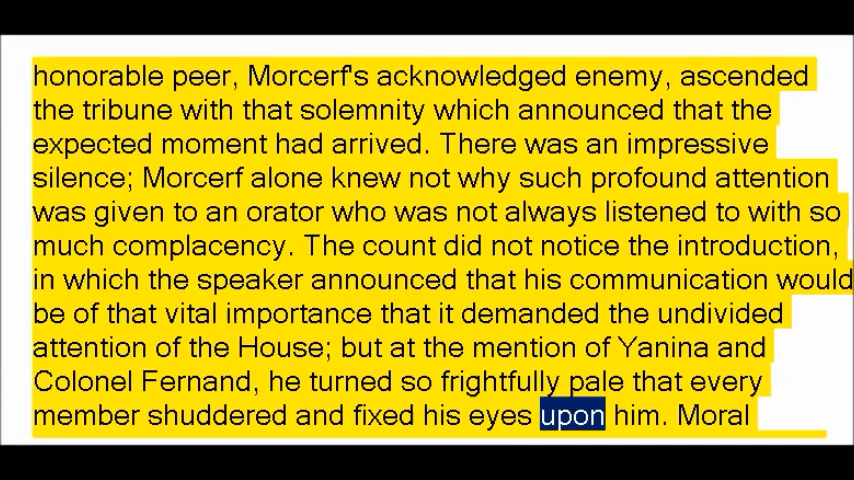 honorable peer, Morcerf's acknowledged enemy, ascended
the tribune with that solemnity which announced that the
expected moment had arrived. There was an impressive
silence; Morcerf alone knew not why such profound attention
was given to an orator who was not always listened to with so
much complacency. The count did not notice the introduction,
in which the speaker announced that his communication would
be of that vital importance that it demanded the undivided
attention of the House; but at the mention of Yanina and
Colonel Fernand, he turned so frightfully pale that every
member shuddered and fixed his eyes upon him. Moral